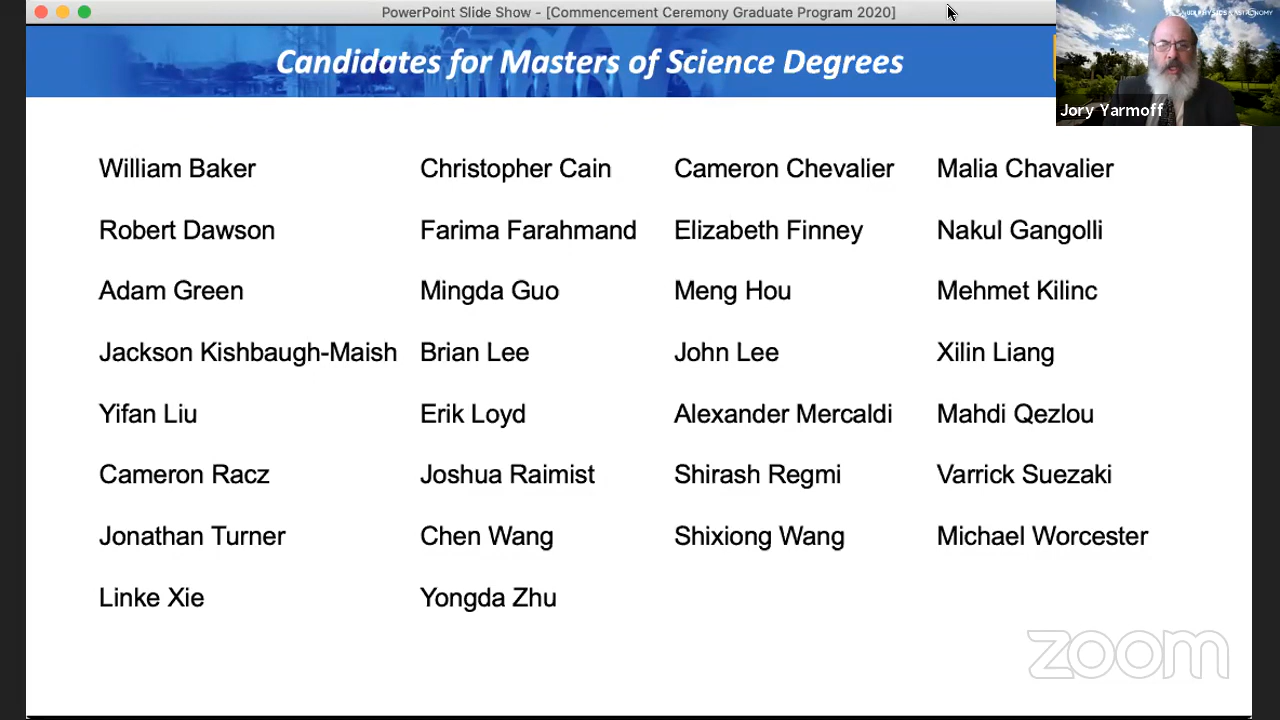 PowerPoint Slide Show - [Commencement Ceremony Graduate Program 2020]
Candidates for Masters of Science Degrees
Jory Yarmoff
William Baker Christopher Cain Cameron Chevalier Malia Chavalier
Robert Dawson Farima Farahmand Elizabeth Finney Nakul Gangolli
Adam Green Mingda Guo Meng Hou Mehmet Kilinc
Jackson Kishbaugh-Maish Brian Lee John Lee Xilin Liang
Yifan Liu Erik Loyd Alexander Mercaldi Mahdi Qezlou
Cameron Racz Joshua Raimist Shirash Regmi Varrick Suezaki
Jonathan Turner Chen Wang Shixiong Wang Michael Worcester
Linke Xie Yongda Zhu
zoom